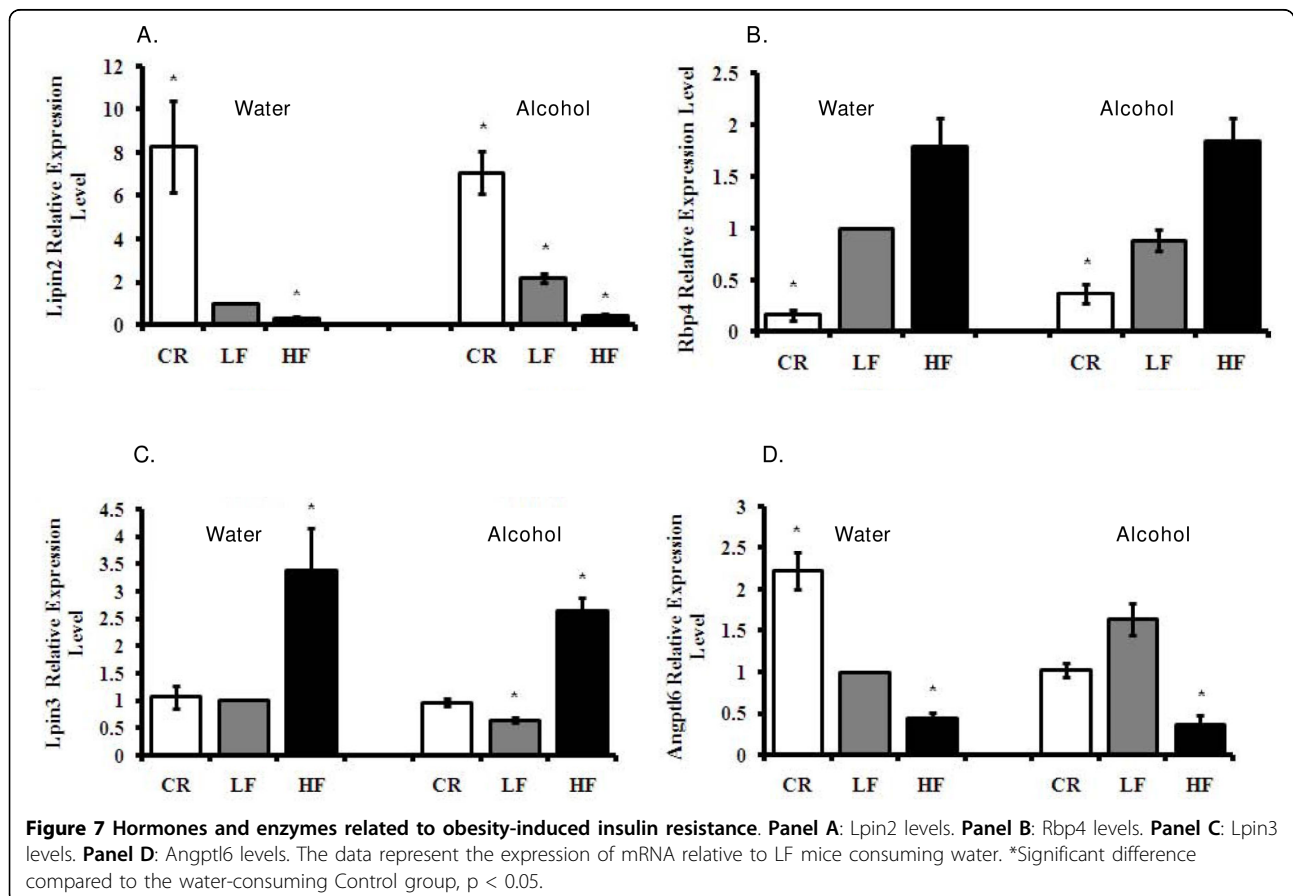 A.
Lipin2 Relative Expression
Level
12
10
8
6
4
2
0
*
Water
*
*
Alcohol
*
*
CR LF HF CR LF HF
B.
Rbp4 Relative Expression Level
2.5
2
1.5
1
0.5
0
Water
Alcohol
*
*
CR LF HF CR LF HF
C.
Lpin3 Relative Expression
Level
4.5
4
3.5
3
2.5
2
1.5
1
0.5
0
Water
*
Alcohol
*
*
CR LF HF CR LF HF
D.
Angptl6 Relative Expression
Level
3
2.5
2
1.5
1
0.5
0
*
Water
*
Alcohol
*
CR LF HF CR LF HF
Figure 7 Hormones and enzymes related to obesity-induced insulin resistance. Panel A: Lpin2 levels. Panel B: Rbp4 levels. Panel C: Lpin3
levels. Panel D: Angptl6 levels. The data represent the expression of mRNA relative to LF mice consuming water. *Significant difference
compared to the water-consuming Control group, p < 0.05.